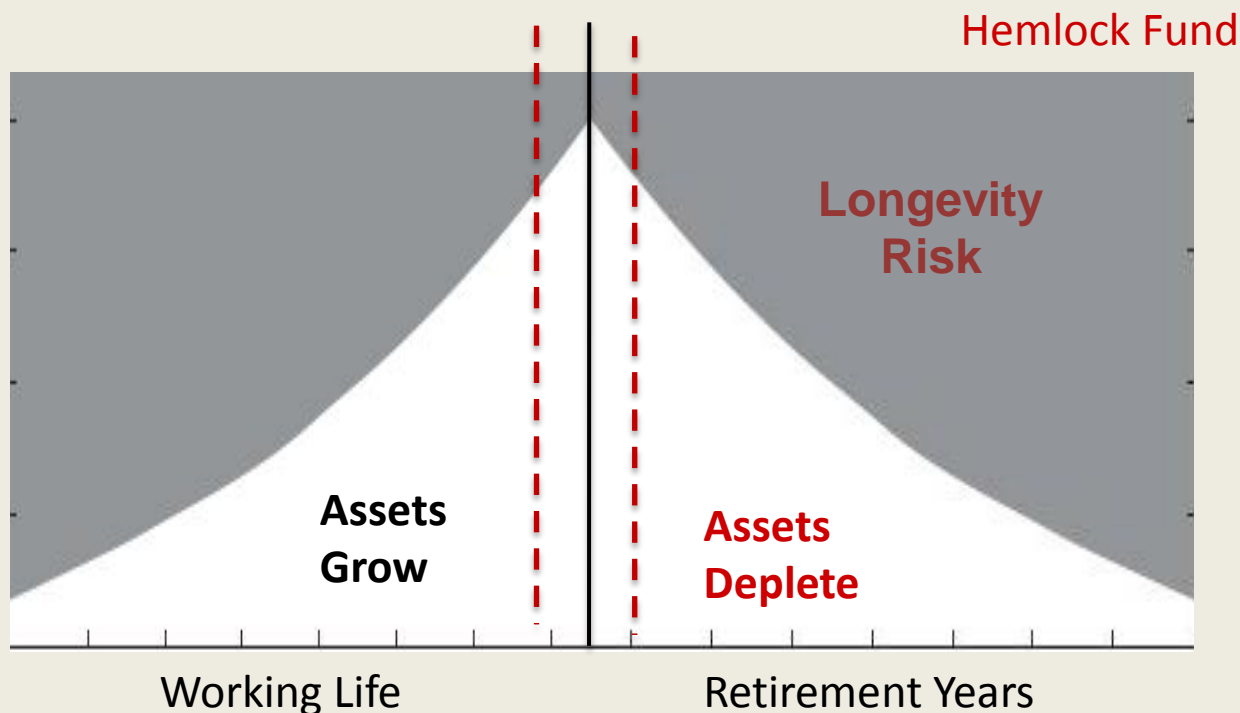 Hemlock Fund
Longevity
Risk
Assets
Grow
Assets
Deplete
Working Life
Retirement Years